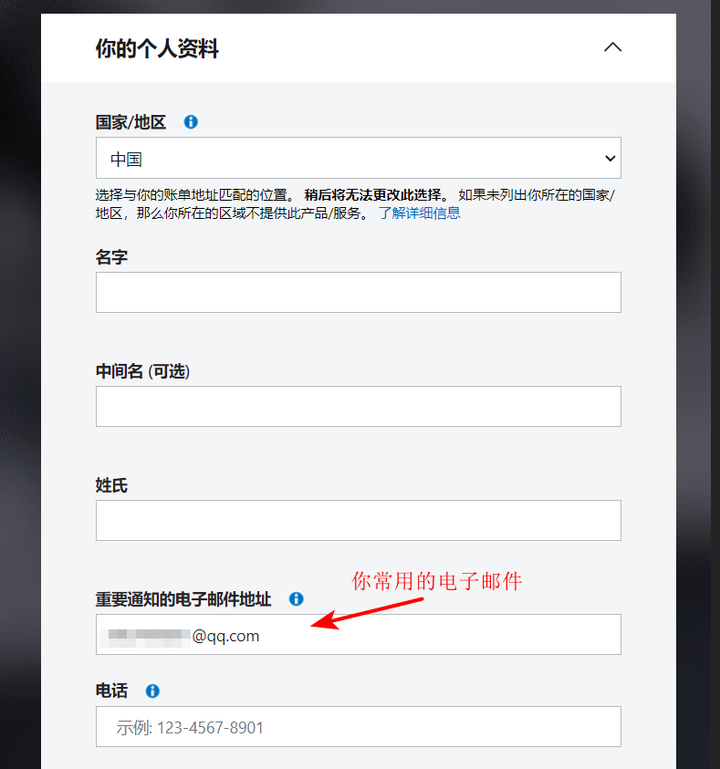 你的个人资料
国家/地区
中国
选择与你的账单地址匹配的位置。 稍后将无法更改此选择。 如果未列出你所在的国家/
地区，那么你所在的区域不提供此产品/服务。 了解详细信息
名字
中间名 (可选)
姓氏
你常用的电子邮件
重要通知的电子邮件地址
@qq.com
电话
示例: 123-4567-8901